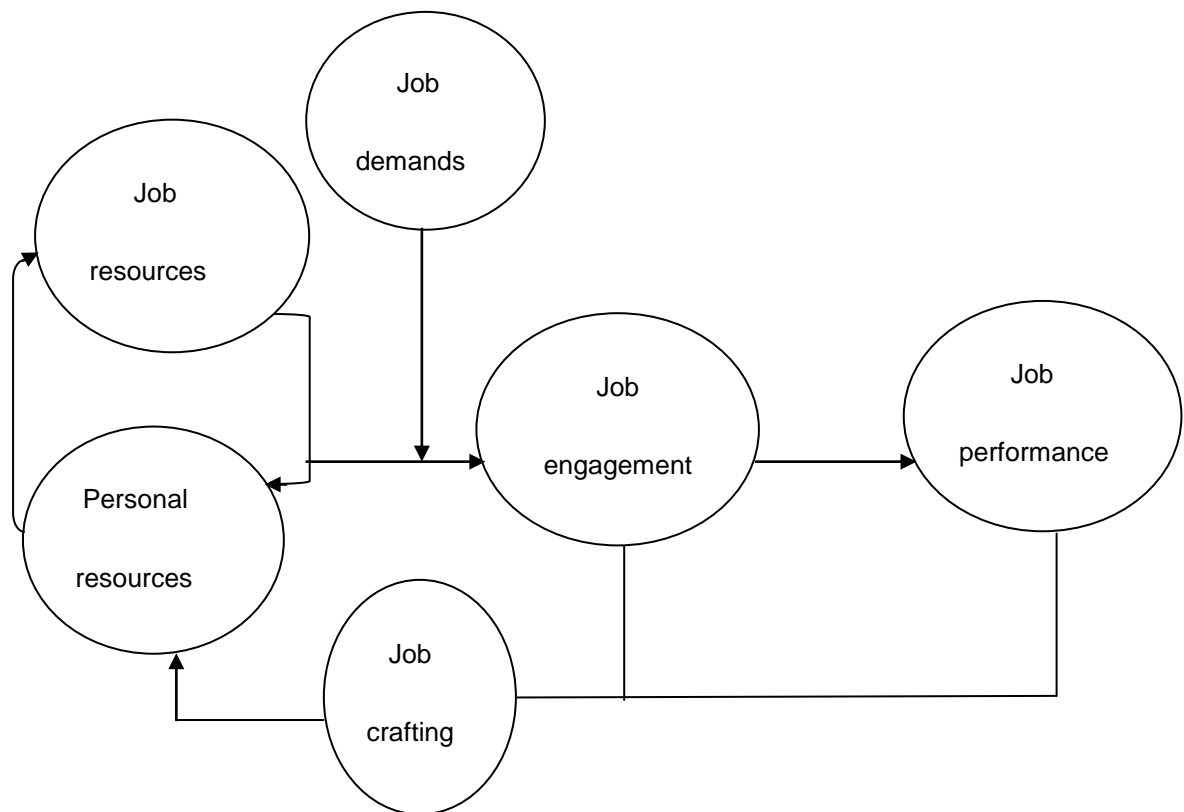 Job
demands
Job
resources
Job
engagement
Job
performance
Personal
resources
Job
crafting